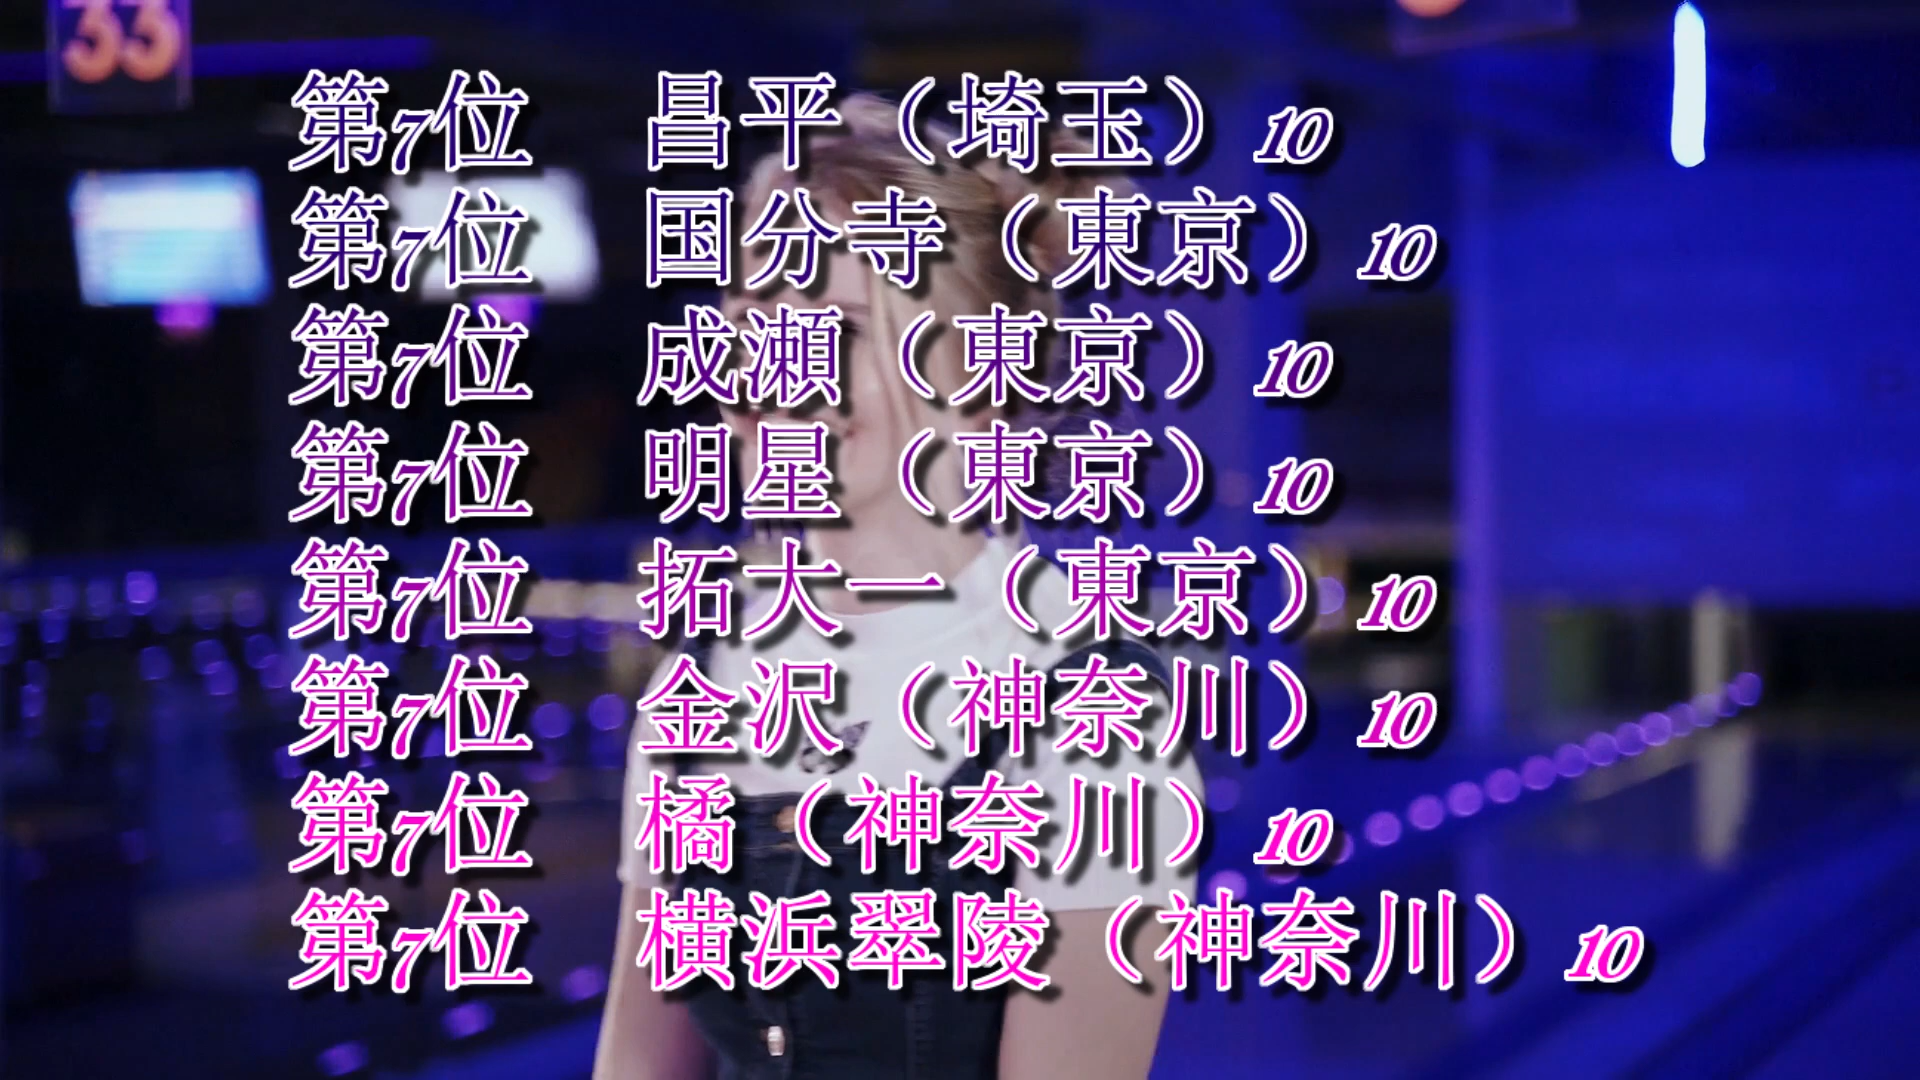 33
第7位 昌平（埼玉）10
第7位 国分寺（東京）10
第7位 成瀬（東京）10
第7位 明星（東京）10
第7位 拓大一（東京）10
第7位 金沢（神奈川）10
第7位 橘（神奈川）10
第7位 横浜翠陵（神奈川）10